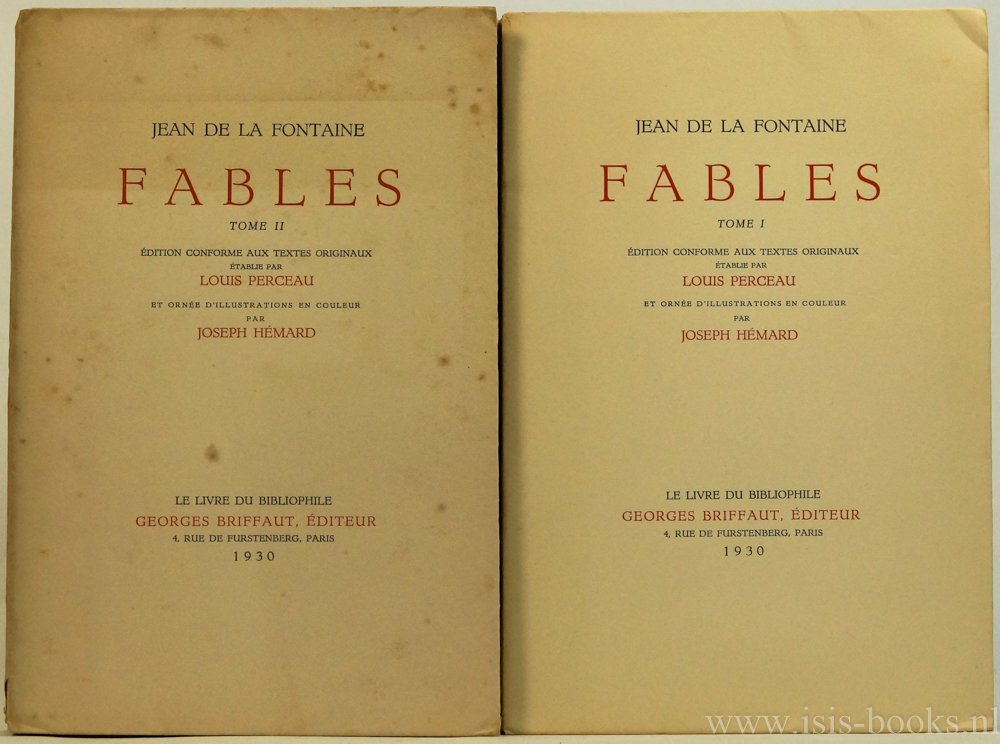 JEAN DE LA FONTAINE
FABLES
TOME II
ÉDITION CONFORME AUX TEXTES ORIGINAUX
ÉTABLIE PAR
LOUIS PERCEAU
ET ORNÉE D'ILLUSTRATIONS EN COULEUR
PAR
JOSEPH HÉMARD
LE LIVRE DU BIBLIOPHILE
GEORGES BRIFFAUT, ÉDITEUR
4, RUE DE FURSTENBERG, PARIS
1930
JEAN DE LA FONTAINE
FABLES
TOME I
ÉDITION CONFORME AUX TEXTES ORIGINAUX
ÉTABLIE PAR
LOUIS PERCEAU
ET ORNÉE D'ILLUSTRATIONS EN COULEUR
PAR
JOSEPH HÉMARD
LE LIVRE DU BIBLIOPHILE
GEORGES BRIFFAUT, ÉDITEUR
4, RUE DE FURSTENBERG, PARIS
1930
www.isis-books.nl